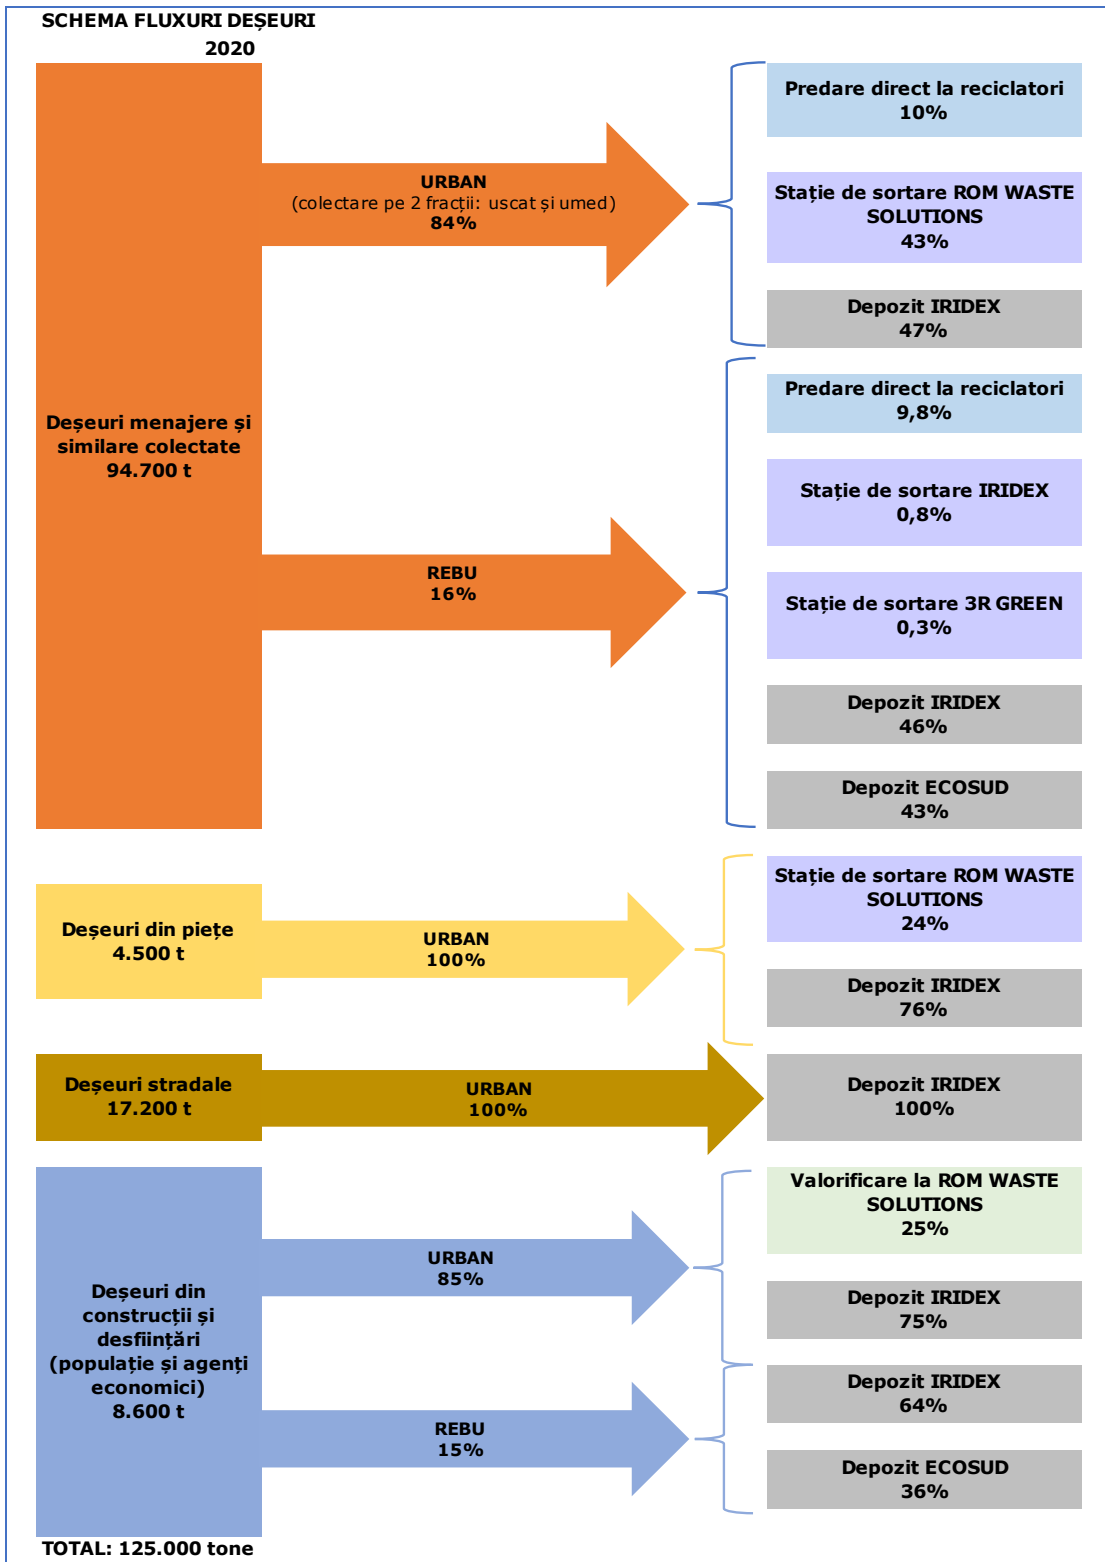 SCHEMA FLUXURI DEȘEURI
2020
Deșeuri menajere și
similare colectate
94.700 t
URBAN
(colectare pe 2 fracții: uscat și umed)
84%
Predare direct la reciclatori
10%
Stație de sortare ROM WASTE
SOLUTIONS
43%
Depozit IRIDEX
47%
REBU
16%
Predare direct la reciclatori
9,8%
Stație de sortare IRIDEX
0,8%
Stație de sortare 3R GREEN
0,3%
Depozit IRIDEX
46%
Depozit ECOSUD
43%
Deșeuri din piețe
4.500 t
URBAN
100%
Stație de sortare ROM WASTE
SOLUTIONS
24%
Depozit IRIDEX
76%
Deșeuri stradale
17.200 t
URBAN
100%
Depozit IRIDEX
100%
Deșeuri din
construcții și
desființări
(populație și agenți
economici)
8.600 t
URBAN
85%
Valorificare la ROM WASTE
SOLUTIONS
25%
Depozit IRIDEX
75%
REBU
15%
Depozit IRIDEX
64%
Depozit ECOSUD
36%
TOTAL: 125.000 tone